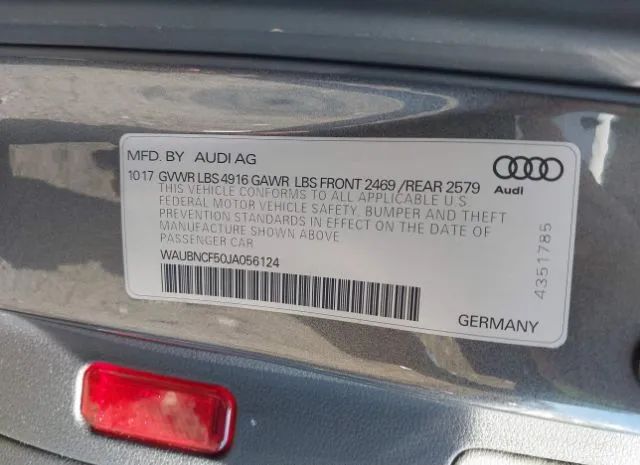 MFD. BY AUDI AG
10 17 GVWR LBS 4916 GAWR LBS FRONT 2469 /REAR 2579
THIS VEHICLE CONFORMS TO ALL APPLICABLE U S
FEDERAL MOTOR VEHICLE SAFETY, BUMPER AND THEFT
PREVENTION STANDARDS IN EFFECT ON THE DATE OF
MANUFACTURE SHOWN ABOVE
PASSENGER CAR
WAUBNCF50JA056124
Audi
4351785
GERMANY